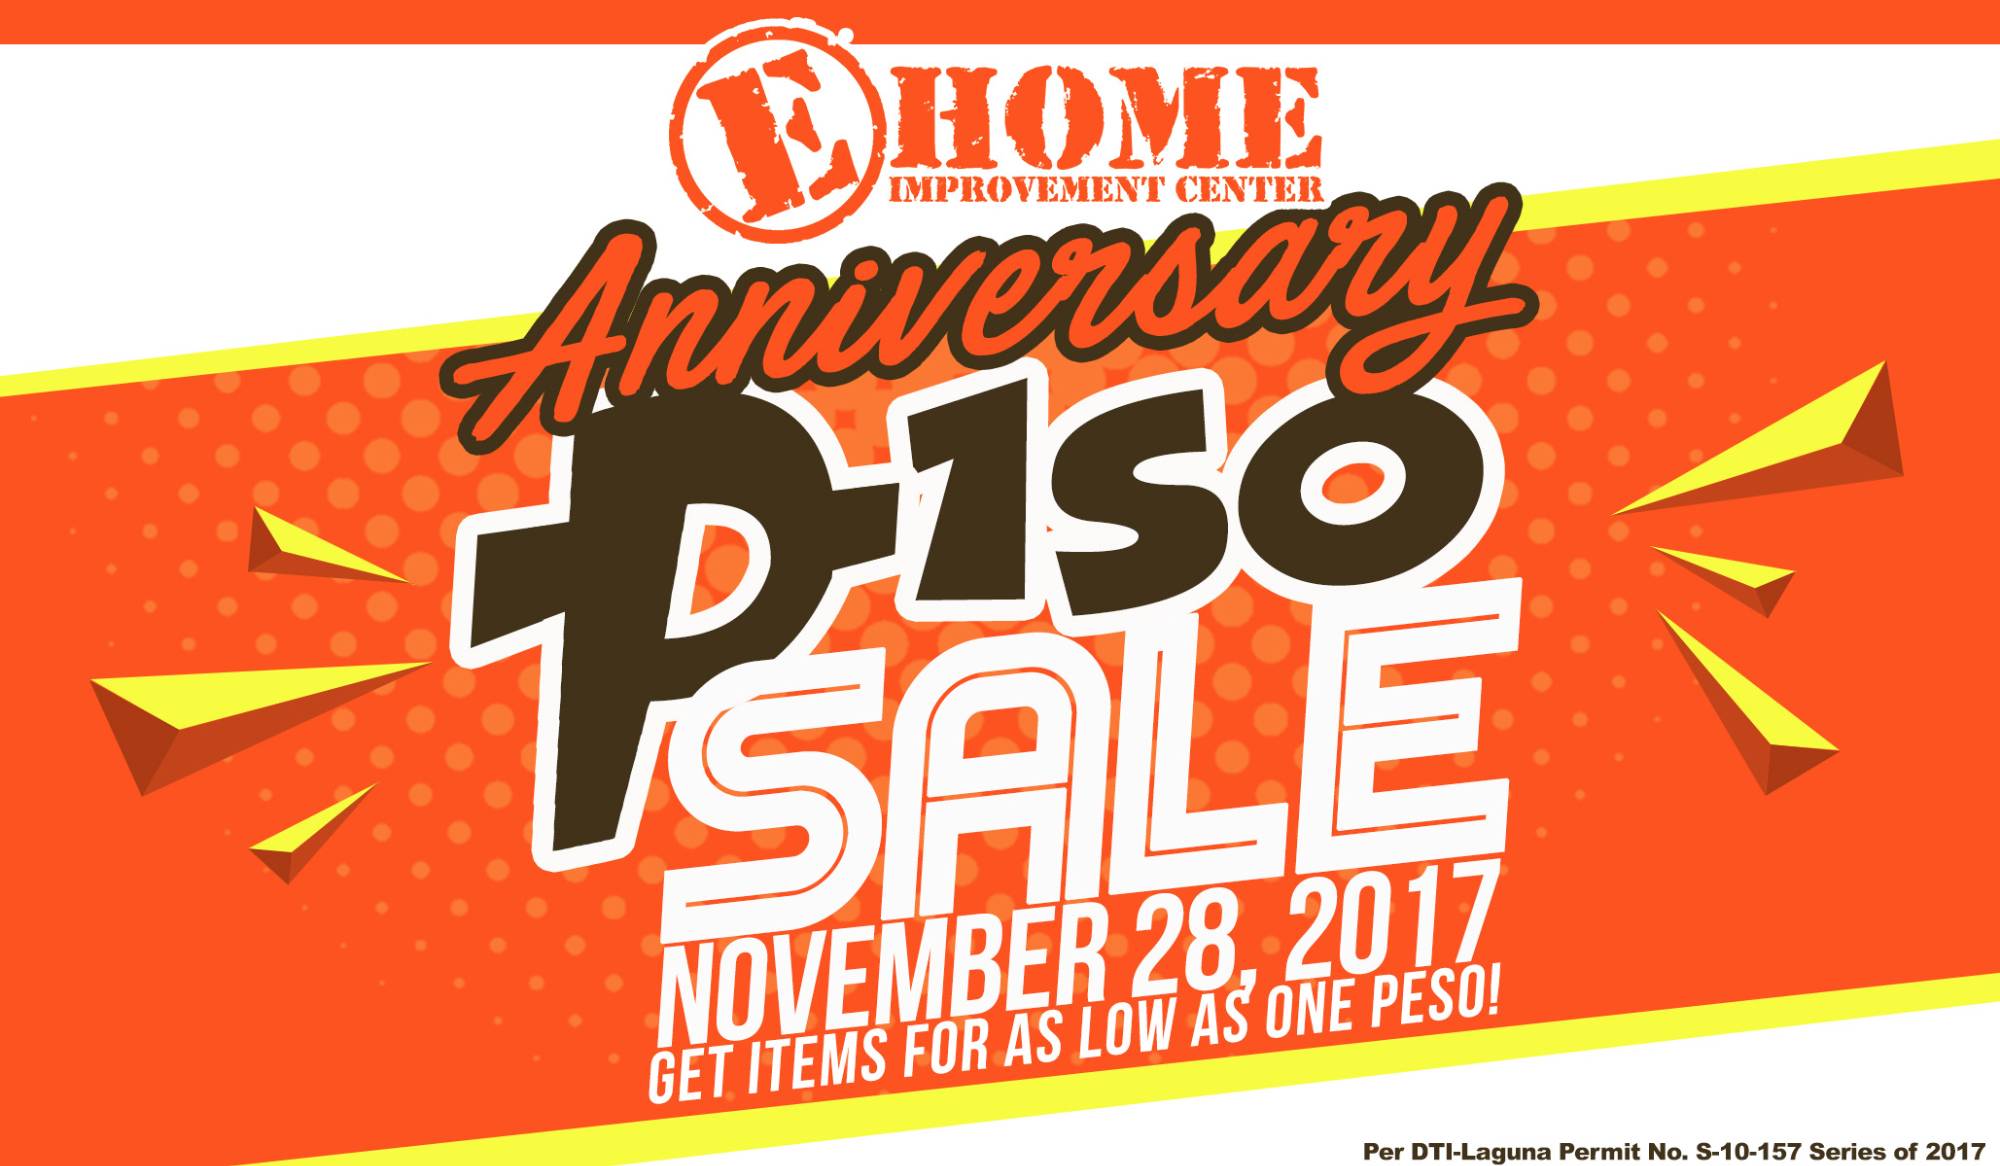 E HOME
IMPROVEMENT CENTER
Anniversary
P-1SO
SALE
NOVEMBER 28, 2017
GET ITEMS FOR AS LOW AS ONE PESO!
Per DTI-Laguna Permit No. S-10-157 Series of 2017